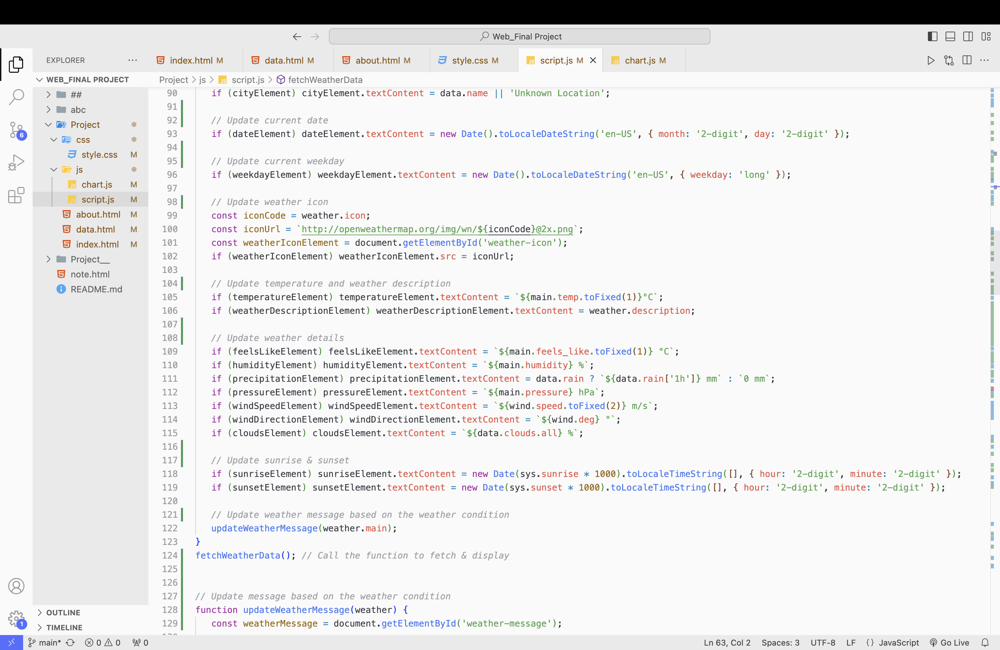 Web_Final Project
EXPLORER
index.html M
data.html M
about.html M
style.css M
JS script.js M
JS chart.js M
WEB_FINAL PROJECT
Project > js > JS script.js > fetchWeatherData
##
abc
Project
css
style.css M
js
JS chart.js M
JS script.js M
about.html M
data.html M
index.html M
Project__
note.html
README.md
OUTLINE
TIMELINE
6
1
90 if (cityElement) cityElement.textContent = data.name || 'Unknown Location';
91
92 // Update current date
93 if (dateElement) dateElement.textContent = new Date().toLocaleDateString('en-US', { month: '2-digit', day: '2-digit' });
94
95 // Update current weekday
96 if (weekdayElement) weekdayElement.textContent = new Date().toLocaleDateString('en-US', { weekday: 'long' });
97
98 // Update weather icon
99 const iconCode = weather.icon;
100 const iconUrl = `http://openweathermap.org/img/wn/${iconCode}@2x.png`;
101 const weatherIconElement = document.getElementById('weather-icon');
102 if (weatherIconElement) weatherIconElement.src = iconUrl;
103
104 // Update temperature and weather description
105 if (temperatureElement) temperatureElement.textContent = `${main.temp.toFixed(1)}°C`;
106 if (weatherDescriptionElement) weatherDescriptionElement.textContent = weather.description;
107
108 // Update weather details
109 if (feelsLikeElement) feelsLikeElement.textContent = `${main.feels_like.toFixed(1)} °C`;
110 if (humidityElement) humidityElement.textContent = `${main.humidity} %`;
111 if (precipitationElement) precipitationElement.textContent = data.rain ? `${data.rain['1h']} mm` : `0 mm`;
112 if (pressureElement) pressureElement.textContent = `${main.pressure} hPa`;
113 if (windSpeedElement) windSpeedElement.textContent = `${wind.speed.toFixed(2)} m/s`;
114 if (windDirectionElement) windDirectionElement.textContent = `${wind.deg} °`;
115 if (cloudsElement) cloudsElement.textContent = `${data.clouds.all} %`;
116
117 // Update sunrise & sunset
118 if (sunriseElement) sunriseElement.textContent = new Date(sys.sunrise * 1000).toLocaleTimeString([], { hour: '2-digit', minute: '2-digit' });
119 if (sunsetElement) sunsetElement.textContent = new Date(sys.sunset * 1000).toLocaleTimeString([], { hour: '2-digit', minute: '2-digit' });
120
121 // Update weather message based on the weather condition
122 updateWeatherMessage(weather.main);
123 }
124 fetchWeatherData(); // Call the function to fetch & display
125
126
127 // Update message based on the weather condition
128 function updateWeatherMessage(weather) {
129 const weatherMessage = document.getElementById('weather-message');
main* 0 0 0 Ln 63, Col 2 Spaces: 3 UTF-8 LF {} JavaScript Go Live